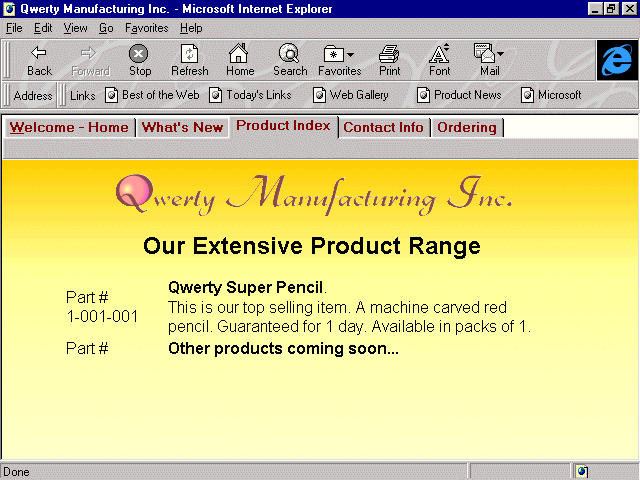 Qwerty Manufacturing Inc. - Microsoft Internet Explorer
File Edit View Go Favorites Help
Back Forward Stop Refresh Home Search Favorites Print Font Mail
Address Links Best of the Web Today's Links Web Gallery Product News Microsoft
Welcome - Home What's New Product Index Contact Info Ordering
Qwerty Manufacturing Inc.
Our Extensive Product Range
Part #
1-001-001
Qwerty Super Pencil.
This is our top selling item. A machine carved red
pencil. Guaranteed for 1 day. Available in packs of 1.
Part # Other products coming soon...
Done